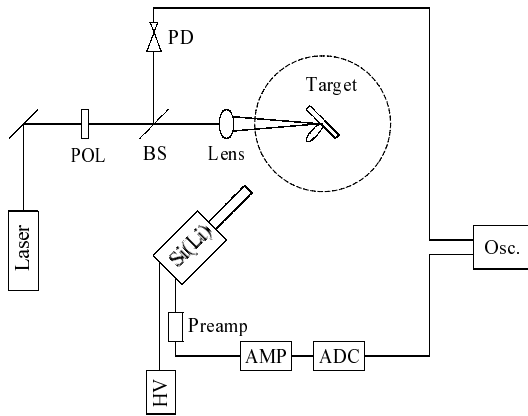 PD
Target
POL
BS
Lens
Laser
Si(Li)
Osc.
Preamp
AMP
ADC
HV